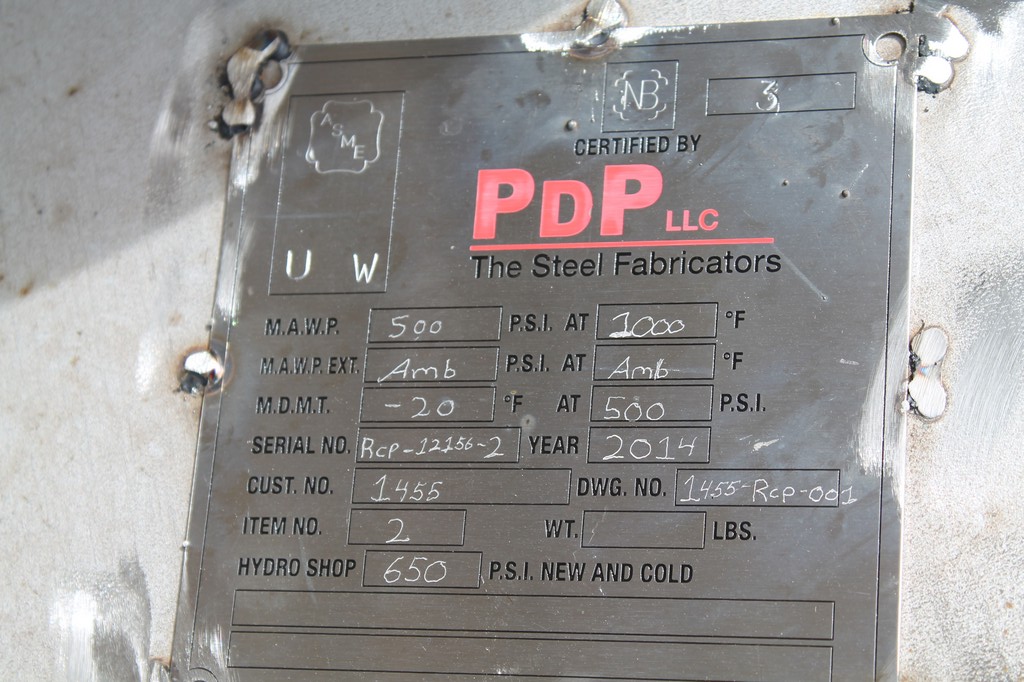 ASME
NB 3
CERTIFIED BY
PDP LLC
The Steel Fabricators
U W
M.A.W.P. 500 P.S.I. AT 1000 °F
M.A.W.P. EXT. Amb P.S.I. AT Amb °F
M.D.M.T. -20 °F AT 500 P.S.I.
SERIAL NO. Rcp-12156-2 YEAR 2014
CUST. NO. 1455 DWG. NO. 1455-Rcp-001
ITEM NO. 2 WT. LBS.
HYDRO SHOP 650 P.S.I. NEW AND COLD